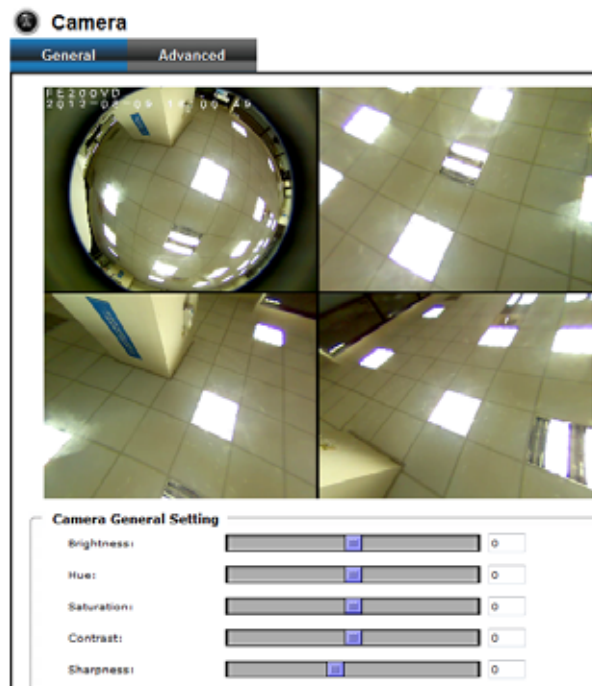 Camera
General Advanced
FE200VD
Camera General Setting
Brightness: 0
Hue: 0
Saturation: 0
Contrast: 0
Sharpness: 0